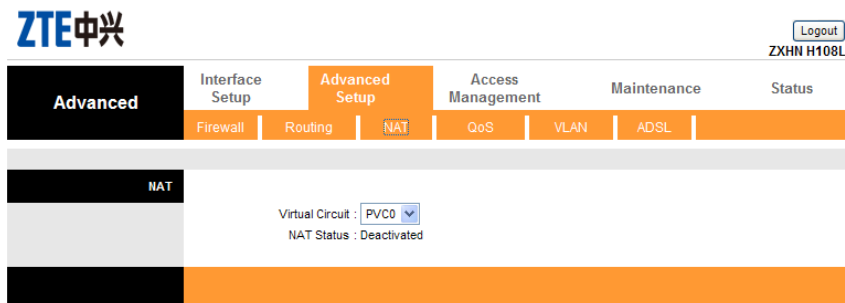 ZTE中兴
Logout
ZXHN H108L
Advanced
Interface Setup
Advanced Setup
Access Management
Maintenance
Status
Firewall
Routing
NAT
QoS
VLAN
ADSL
NAT
Virtual Circuit : PVC0
NAT Status : Deactivated